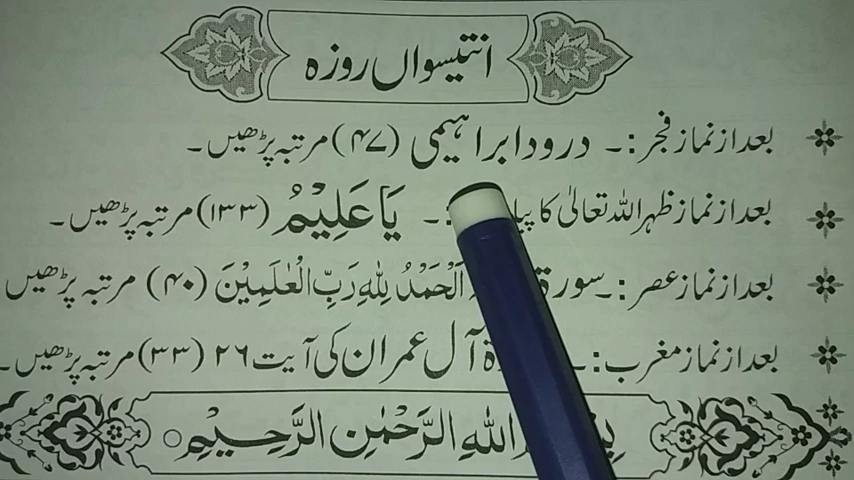 انتیسواں روزہ
بعد از نماز فجر :۔ درود ابراہیمی (۴۷) مرتبہ پڑھیں۔
بعد از نماز ظہر اللہ تعالیٰ کا :۔ یَا عَلِیْمُ (۱۳۳) مرتبہ پڑھیں۔
بعد از نماز عصر :۔ سورۃ اَلْحَمْدُ لِلّٰہِ رَبِّ الْعٰلَمِیْنَ (۴۰) مرتبہ پڑھیں
بعد از نماز مغرب :۔ آل عمران کی آیت ۲۶ (۳۳) مرتبہ پڑھیں۔
اللہِ الرَّحْمٰنِ الرَّحِیْمِ